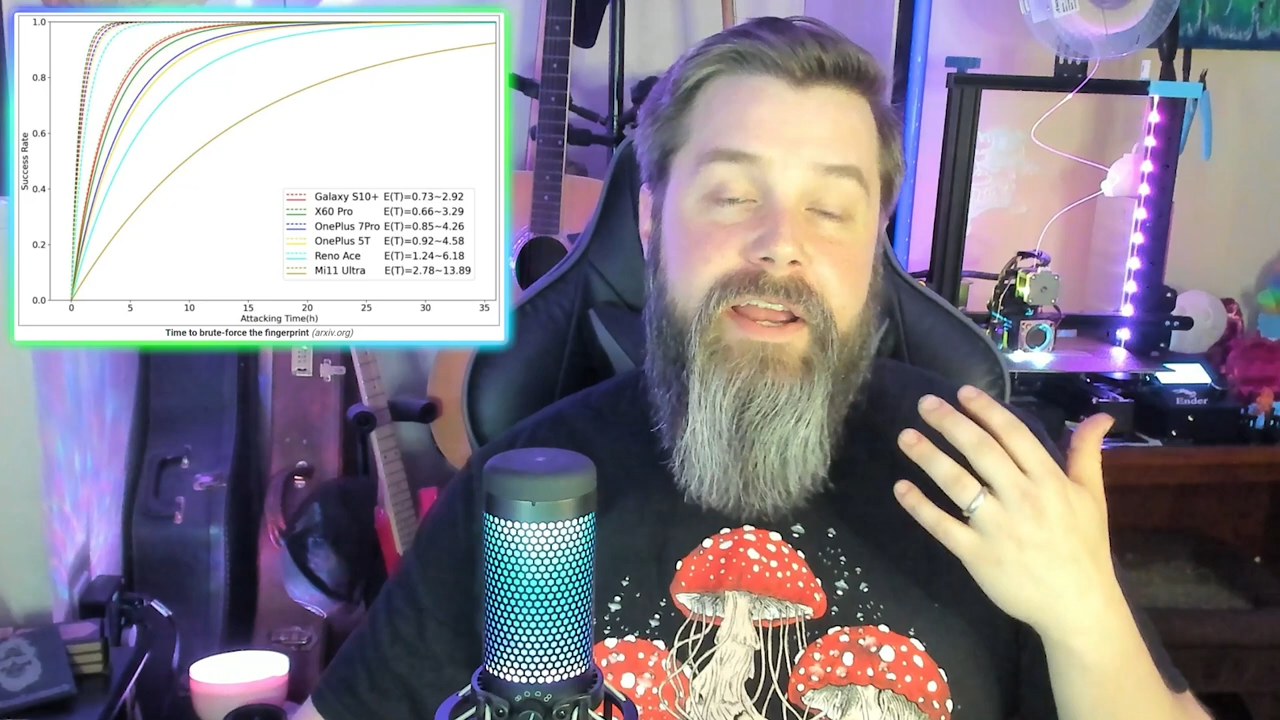 1.0
0.8
0.6
0.4
0.2
0.0
Success Rate
Galaxy S10+ E(T)=0.73~2.92
X60 Pro E(T)=0.66~3.29
OnePlus 7Pro E(T)=0.85~4.26
OnePlus 5T E(T)=0.92~4.58
Reno Ace E(T)=1.24~6.18
Mi11 Ultra E(T)=2.78~13.89
0 5 10 15 20 25 30 35
Attacking Time(h)
Time to brute-force the fingerprint (arxiv.org)
Ender